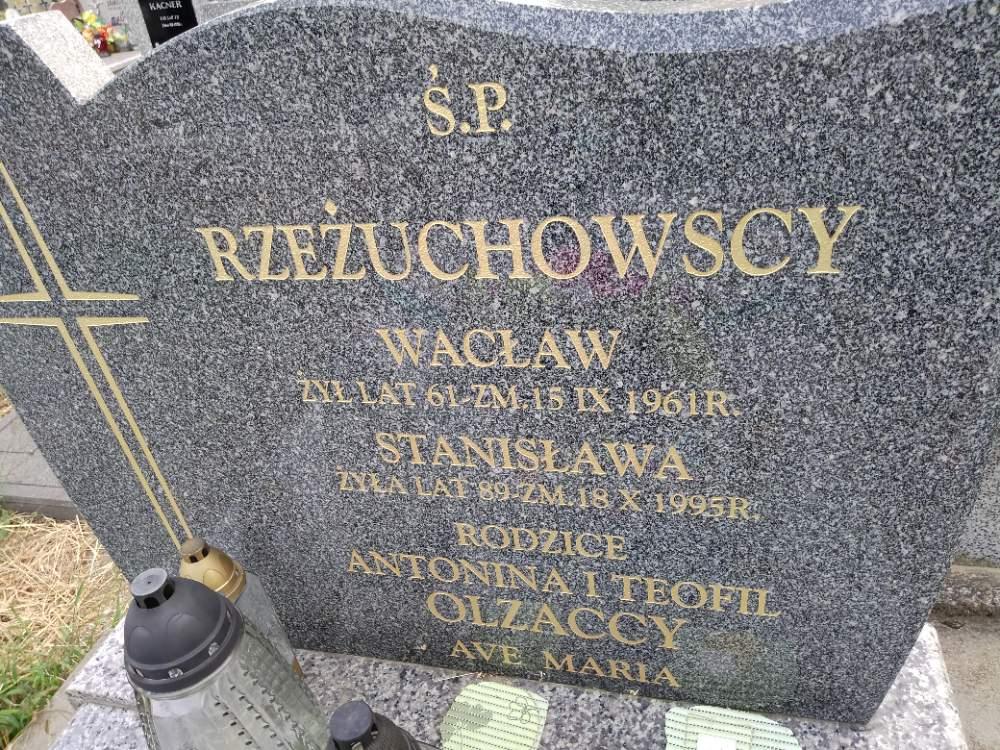 KACNER
Ś.P.
RZEŻUCHOWSCY
WACŁAW
ŻYŁ LAT 61-ZM.15 IX 1961R.
STANISŁAWA
ŻYŁA LAT 89-ZM.18 X 1995R.
RODZICE
ANTONINA I TEOFIL
OLZACCY
AVE MARIA